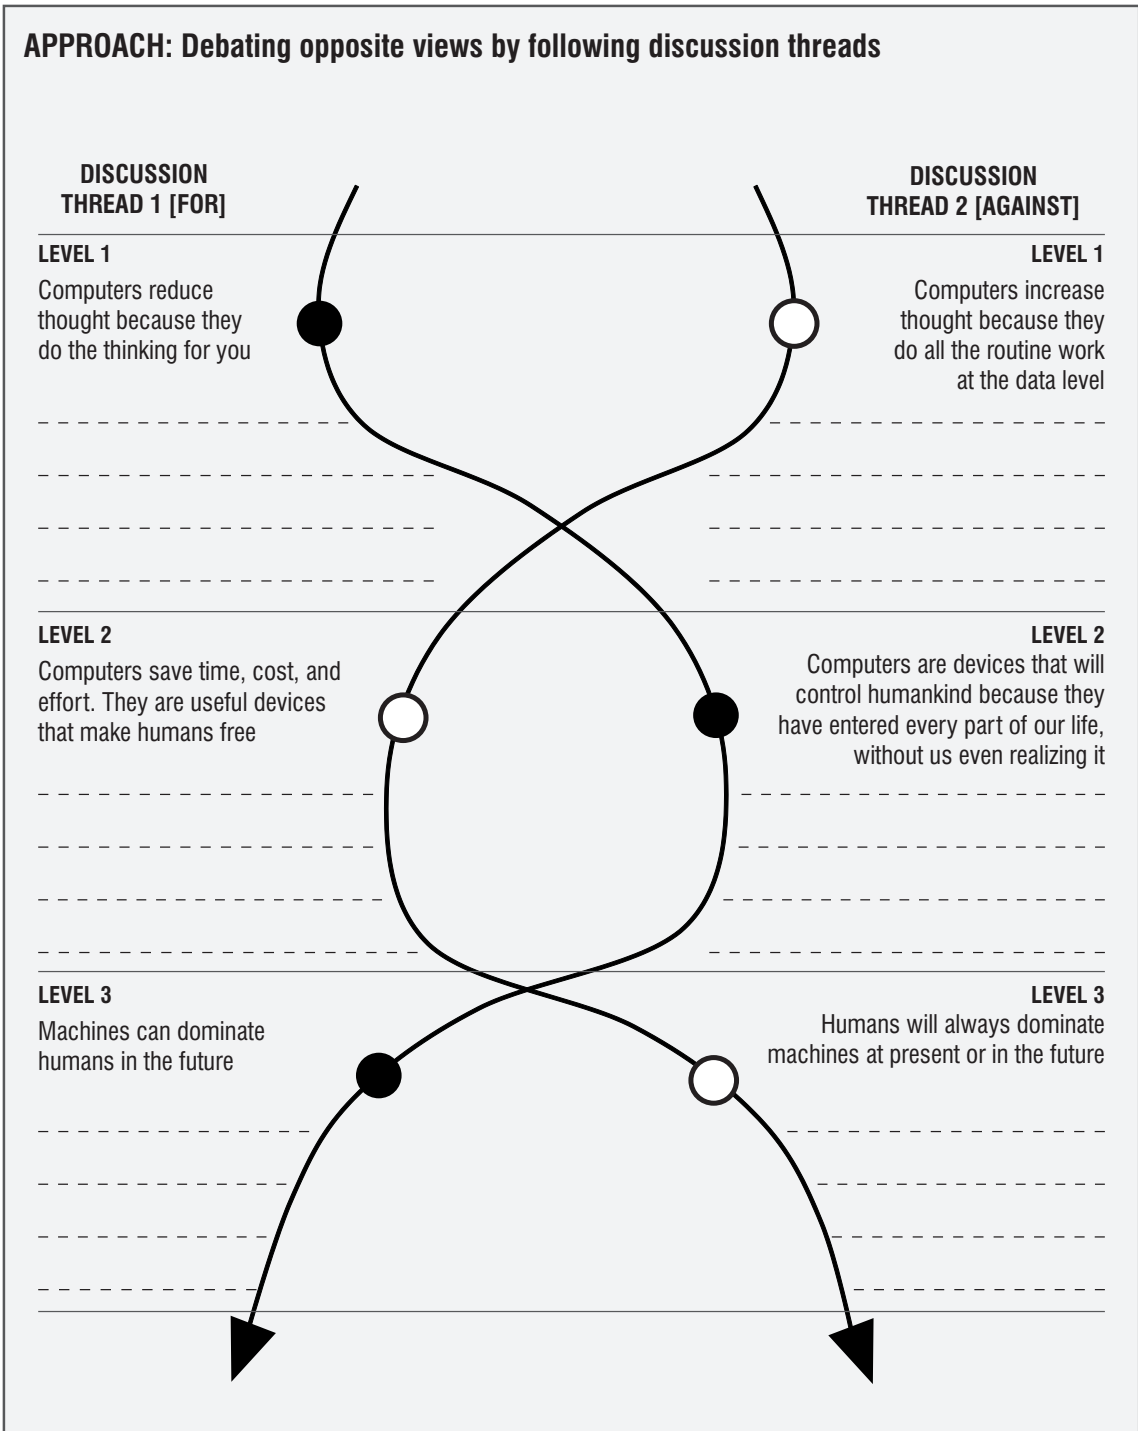 APPROACH: Debating opposite views by following discussion threads
DISCUSSION
THREAD 1 [FOR]
DISCUSSION
THREAD 2 [AGAINST]
LEVEL 1
Computers reduce
thought because they
do the thinking for you
LEVEL 1
Computers increase
thought because they
do all the routine work
at the data level
LEVEL 2
Computers save time, cost, and
effort. They are useful devices
that make humans free
LEVEL 2
Computers are devices that will
control humankind because they
have entered every part of our life,
without us even realizing it
LEVEL 3
Machines can dominate
humans in the future
LEVEL 3
Humans will always dominate
machines at present or in the future